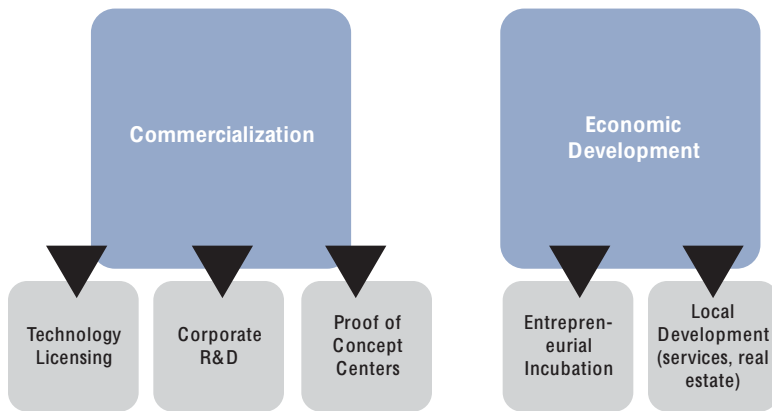 Commercialization
Economic
Development
Technology
Licensing
Corporate
R&D
Proof of
Concept
Centers
Entrepren-
eurial
Incubation
Local
Development
(services, real
estate)